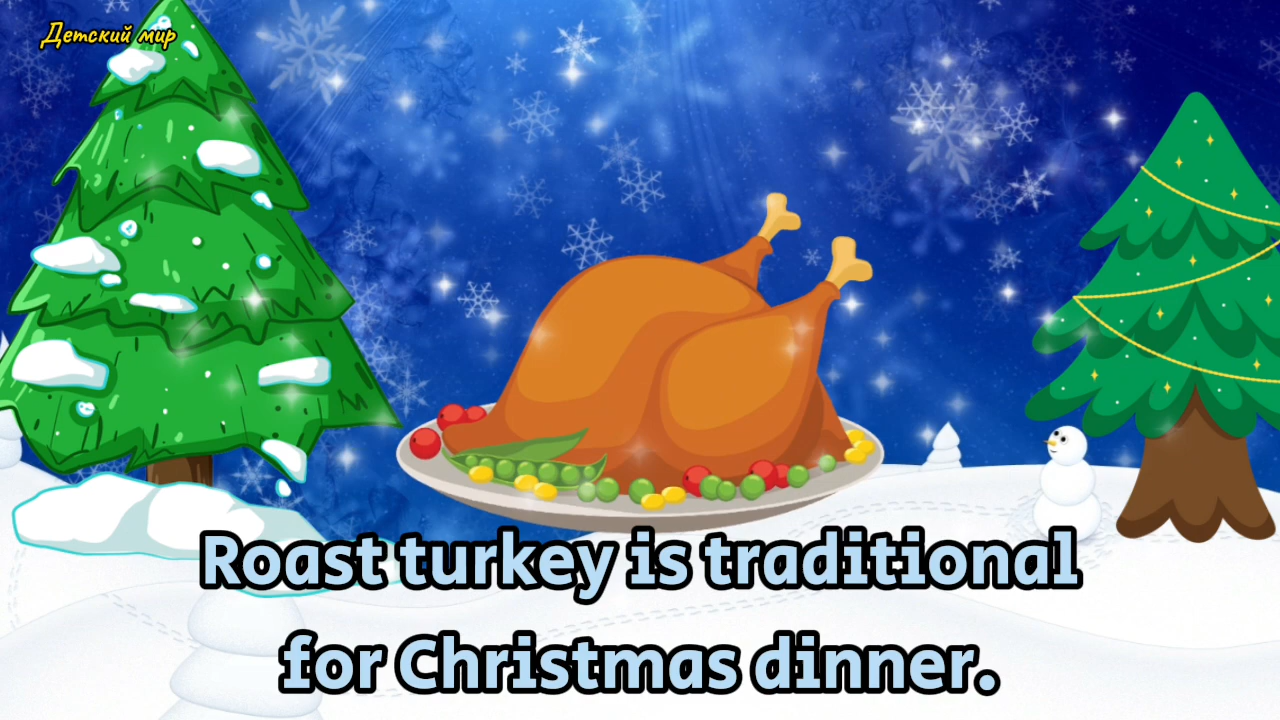 Детский мир
Roast turkey is traditional
for Christmas dinner.